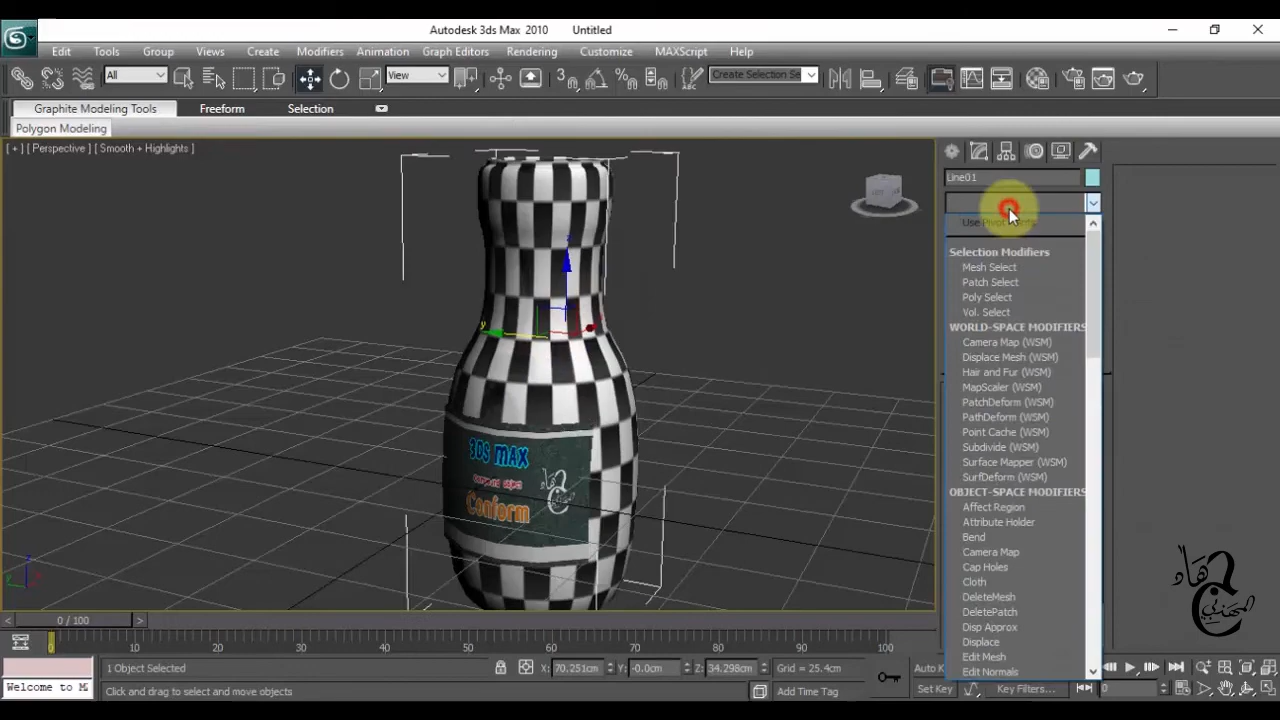 Autodesk 3ds Max 2010 Untitled
Edit Tools Group Views Create Modifiers Animation Graph Editors Rendering Customize MAXScript Help
All View Create Selection Se
Graphite Modeling Tools Freeform Selection
Polygon Modeling
[ + ] [ Perspective ] [ Smooth + Highlights ]
Line01
Use Pivot Points
Selection Modifiers
Mesh Select
Patch Select
Poly Select
Vol. Select
WORLD-SPACE MODIFIERS
Camera Map (WSM)
Displace Mesh (WSM)
Hair and Fur (WSM)
MapScaler (WSM)
PatchDeform (WSM)
PathDeform (WSM)
Point Cache (WSM)
Subdivide (WSM)
Surface Mapper (WSM)
SurfDeform (WSM)
OBJECT-SPACE MODIFIERS
Affect Region
Attribute Holder
Bend
Camera Map
Cap Holes
Cloth
DeleteMesh
DeletePatch
Disp Approx
Displace
Edit Mesh
Edit Normals
z
y
3DS MAX
compound object
Conform
0 / 100
0 10 20 30 40 50 60 70 80 90 100
1 Object Selected X: 70.251cm Y: -0.0cm Z: 34.298cm Grid = 25.4cm Auto K
Welcome to M Click and drag to select and move objects Add Time Tag Set Key Key Filters... 0